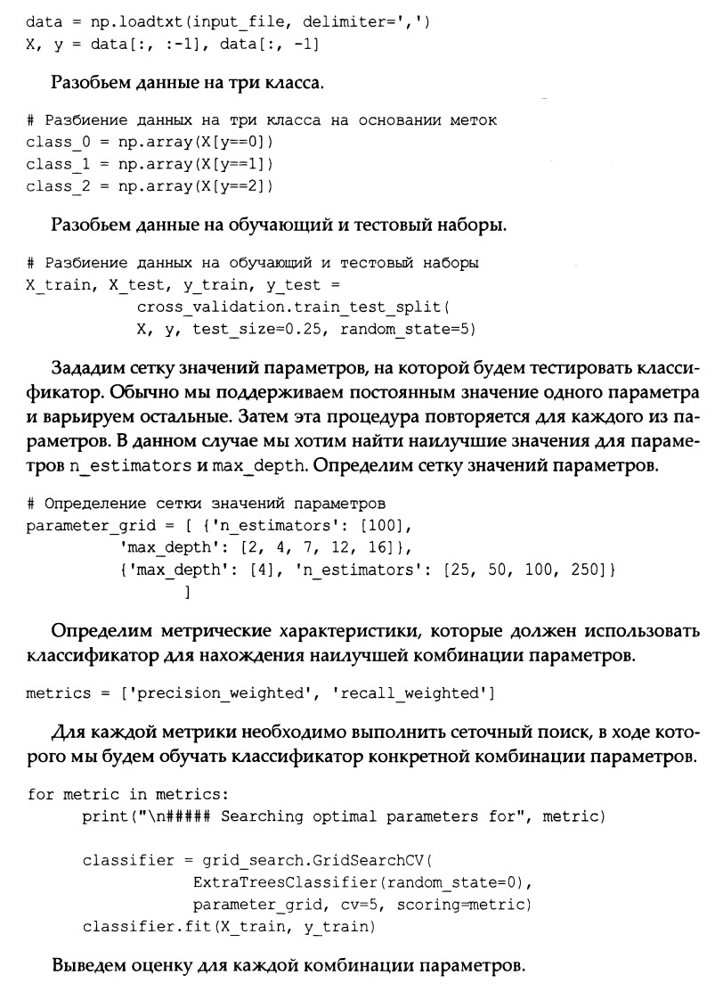 data = np.loadtxt(input_file, delimiter=',')
X, y = data[:, :-1], data[:, -1]
Разобьем данные на три класса.
# Разбиение данных на три класса на основании меток
class_0 = np.array(X[y==0])
class_1 = np.array(X[y==1])
class_2 = np.array(X[y==2])
Разобьем данные на обучающий и тестовый наборы.
# Разбиение данных на обучающий и тестовый наборы
X_train, X_test, y_train, y_test =
cross_validation.train_test_split(
X, y, test_size=0.25, random_state=5)
Зададим сетку значений параметров, на которой будем тестировать класси-
фикатор. Обычно мы поддерживаем постоянным значение одного параметра
и варьируем остальные. Затем эта процедура повторяется для каждого из па-
раметров. В данном случае мы хотим найти наилучшие значения для параме-
тров n_estimators и max_depth. Определим сетку значений параметров.
# Определение сетки значений параметров
parameter_grid = [ {'n_estimators': [100],
'max_depth': [2, 4, 7, 12, 16]},
{'max_depth': [4], 'n_estimators': [25, 50, 100, 250]}
]
Определим метрические характеристики, которые должен использовать
классификатор для нахождения наилучшей комбинации параметров.
metrics = ['precision_weighted', 'recall_weighted']
Для каждой метрики необходимо выполнить сеточный поиск, в ходе кото-
рого мы будем обучать классификатор конкретной комбинации параметров.
for metric in metrics:
print("\n##### Searching optimal parameters for", metric)
classifier = grid_search.GridSearchCV(
ExtraTreesClassifier(random_state=0),
parameter_grid, cv=5, scoring=metric)
classifier.fit(X_train, y_train)
Выведем оценку для каждой комбинации параметров.